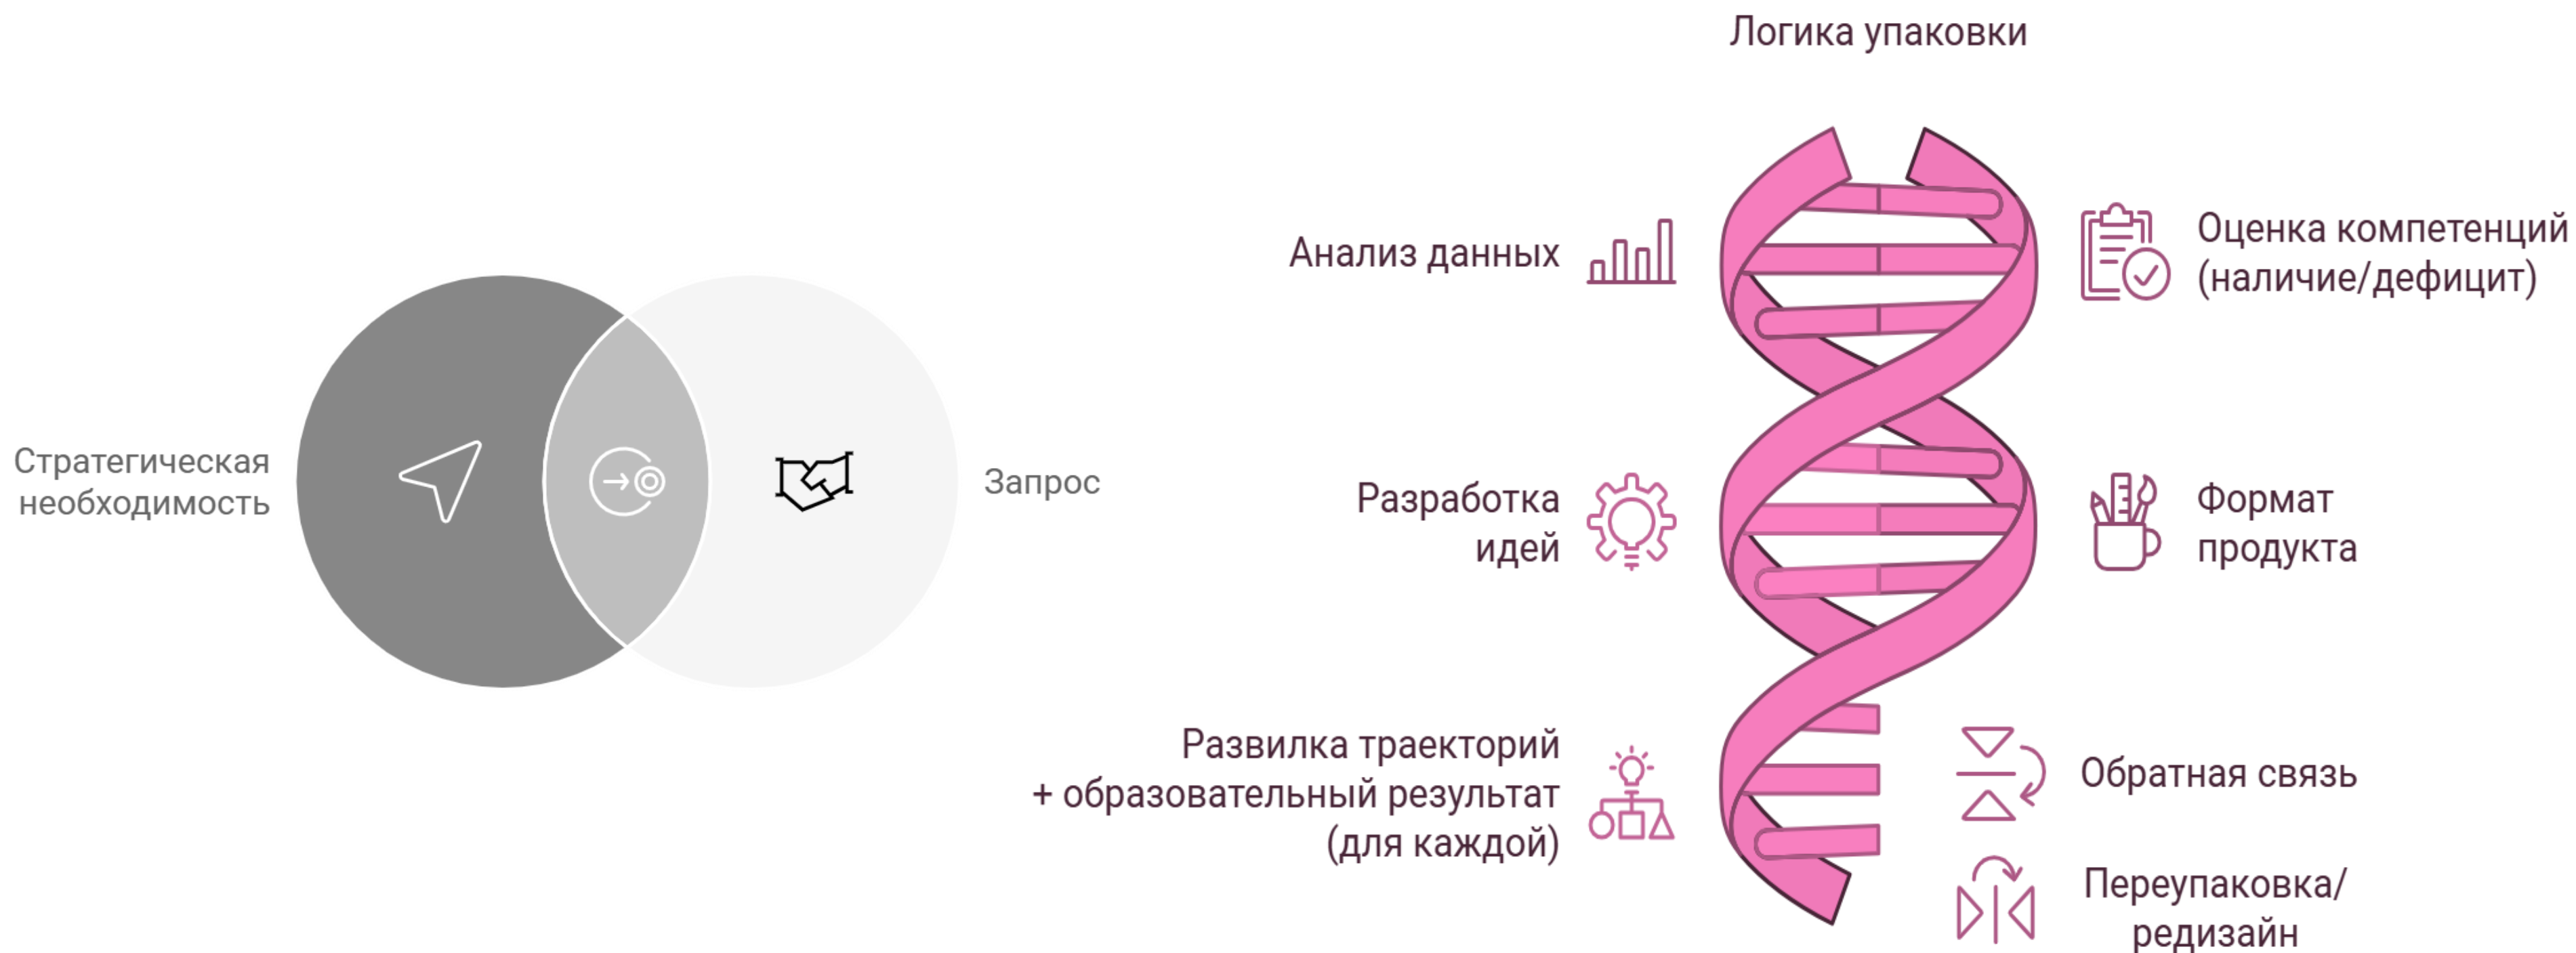 Логика упаковки
Стратегическая
необходимость
Запрос
Анализ данных
Оценка компетенций
(наличие/дефицит)
Разработка
идей
Формат
продукта
Развилка траекторий
+ образовательный результат
(для каждой)
Обратная связь
Переупаковка/
редизайн